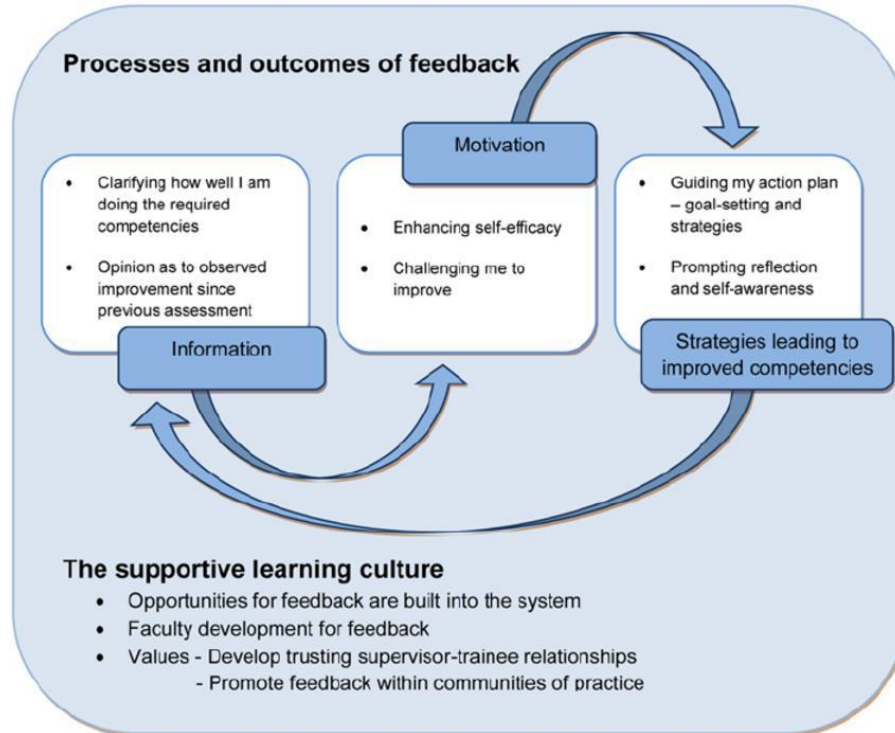 Processes and outcomes of feedback
• Clarifying how well I am
doing the required
competencies
• Opinion as to observed
improvement since
previous assessment
Information
Motivation
• Enhancing self-efficacy
• Challenging me to
improve
• Guiding my action plan
– goal-setting and
strategies
• Prompting reflection
and self-awareness
Strategies leading to
improved competencies
The supportive learning culture
• Opportunities for feedback are built into the system
• Faculty development for feedback
• Values - Develop trusting supervisor-trainee relationships
- Promote feedback within communities of practice